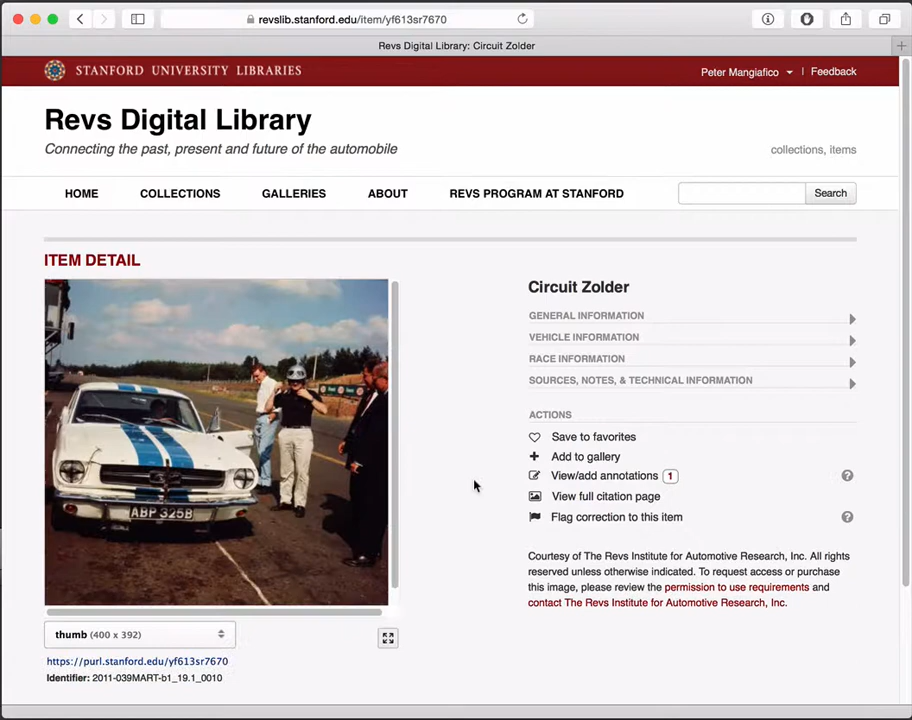 revslib.stanford.edu/item/yf613sr7670
Revs Digital Library: Circuit Zolder
STANFORD UNIVERSITY LIBRARIES
Peter Mangiafico | Feedback
Revs Digital Library
Connecting the past, present and future of the automobile
collections, items
HOME COLLECTIONS GALLERIES ABOUT REVS PROGRAM AT STANFORD Search
ITEM DETAIL
ABP 325B
thumb (400 x 392)
https://purl.stanford.edu/yf613sr7670
Identifier: 2011-039MART-b1_19.1_0010
Circuit Zolder
GENERAL INFORMATION
VEHICLE INFORMATION
RACE INFORMATION
SOURCES, NOTES, & TECHNICAL INFORMATION
ACTIONS
Save to favorites
Add to gallery
View/add annotations 1
View full citation page
Flag correction to this item
Courtesy of The Revs Institute for Automotive Research, Inc. All rights
reserved unless otherwise indicated. To request access or purchase
this image, please review the permission to use requirements and
contact The Revs Institute for Automotive Research, Inc.